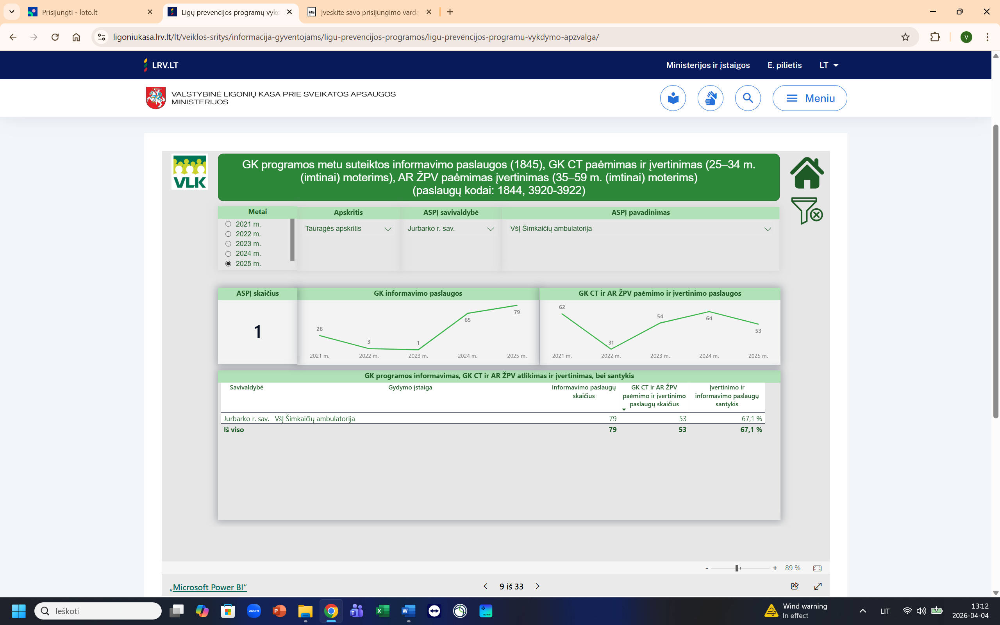 Prisijungti - loto.lt
Ligų prevencijos programų vykd
Įveskite savo prisijungimo varda
ligoniukasa.lrv.lt/lt/veiklos-sritys/informacija-gyventojams/ligu-prevencijos-programos/ligu-prevencijos-programu-vykdymo-apzvalga/
V
LRV.LT
Ministerijos ir įstaigos
E. pilietis
LT
VALSTYBINĖ LIGONIŲ KASA PRIE SVEIKATOS APSAUGOS
MINISTERIJOS
Meniu
VLK
GK programos metu suteiktos informavimo paslaugos (1845), GK CT paėmimas ir įvertinimas (25–34 m.
(imtinai) moterims), AR ŽPV paėmimas įvertinimas (35–59 m. (imtinai) moterims)
(paslaugų kodai: 1844, 3920-3922)
Metai
Apskritis
ASPĮ savivaldybė
ASPĮ pavadinimas
2021 m.
2022 m.
2023 m.
2024 m.
2025 m.
Tauragės apskritis
Jurbarko r. sav.
VšĮ Šimkaičių ambulatorija
ASPĮ skaičius
1
GK informavimo paslaugos
26
3
1
65
79
2021 m.
2022 m.
2023 m.
2024 m.
2025 m.
GK CT ir AR ŽPV paėmimo ir įvertinimo paslaugos
62
31
54
64
53
2021 m.
2022 m.
2023 m.
2024 m.
2025 m.
GK programos informavimas, GK CT ir AR ŽPV atlikimas ir įvertinimas, bei santykis
Savivaldybė
Gydymo įstaiga
Informavimo paslaugų
skaičius
GK CT ir AR ŽPV
paėmimo ir įvertinimo
paslaugų skaičius
Įvertinimo ir
informavimo paslaugų
santykis
Jurbarko r. sav. VšĮ Šimkaičių ambulatorija 79 53 67,1 %
Iš viso 79 53 67,1 %
- + 89 %
„Microsoft Power BI“
9 iš 33
Ieškoti
zoom
P
T
X
W
Wind warning
In effect
LIT
13:12
2026-04-04